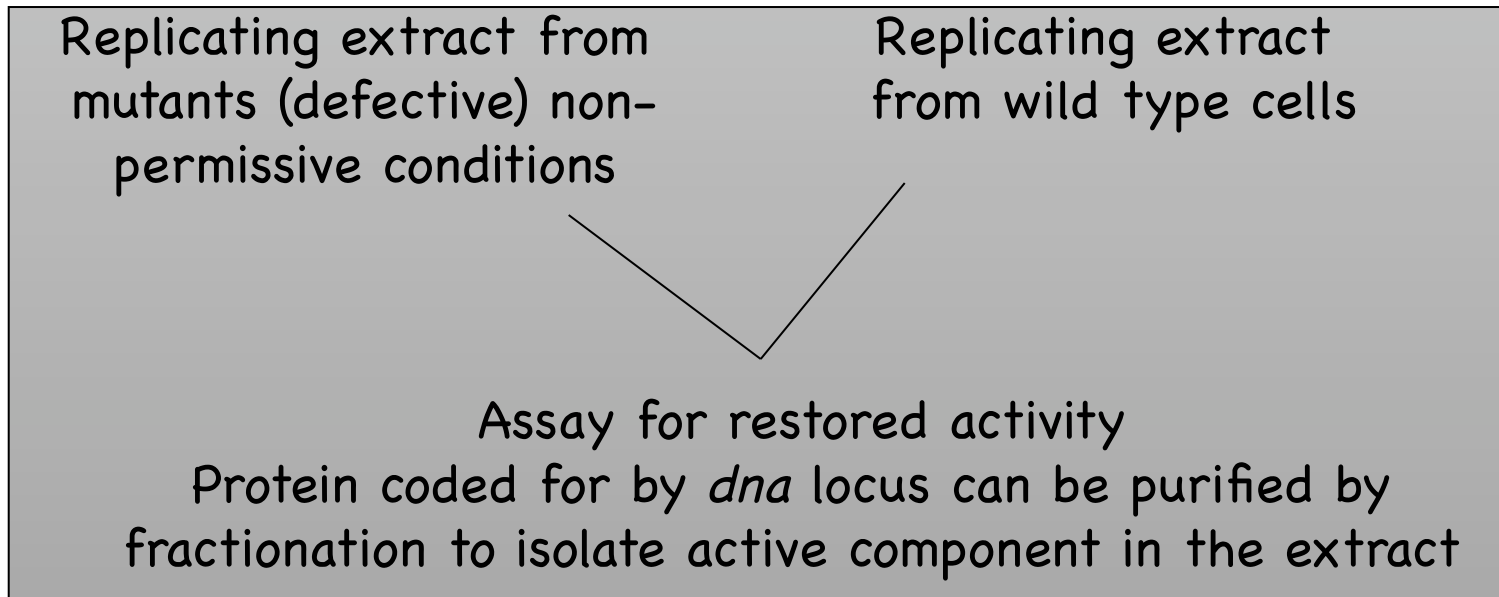 Replicating extract from
mutants (defective) non-
permissive conditions
Replicating extract
from wild type cells
Assay for restored activity
Protein coded for by dna locus can be purified by
fractionation to isolate active component in the extract